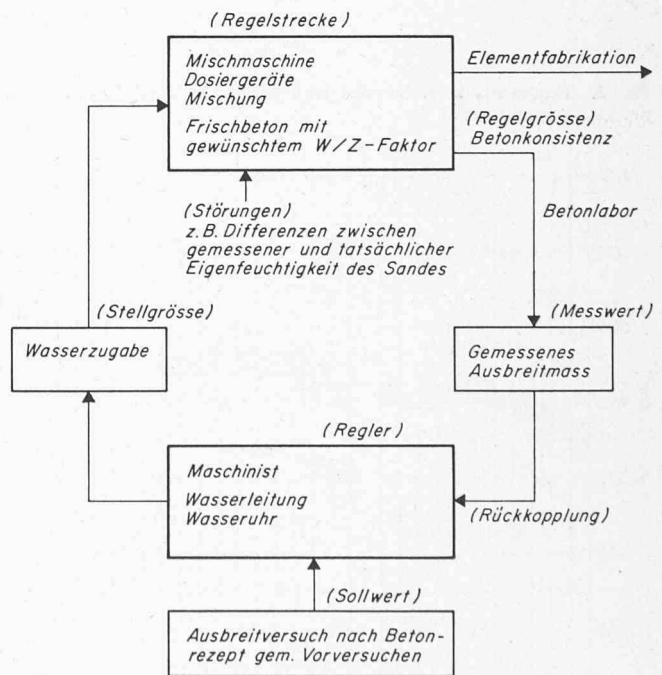 (Regelstrecke)
Mischmaschine
Dosiergeräte
Mischung
Frischbeton mit
gewünschtem W/Z-Faktor
Elementfabrikation
(Regelgrösse)
Betonkonsistenz
(Störungen)
z.B. Differenzen zwischen
gemessener und tatsächlicher
Eigenfeuchtigkeit des Sandes
Betonlabor
(Stellgrösse)
Wasserzugabe
(Messwert)
Gemessenes
Ausbreitmass
(Regler)
Maschinist
Wasserleitung
Wasseruhr
(Rückkopplung)
(Sollwert)
Ausbreitversuch nach Beton-
rezept gem. Vorversuchen